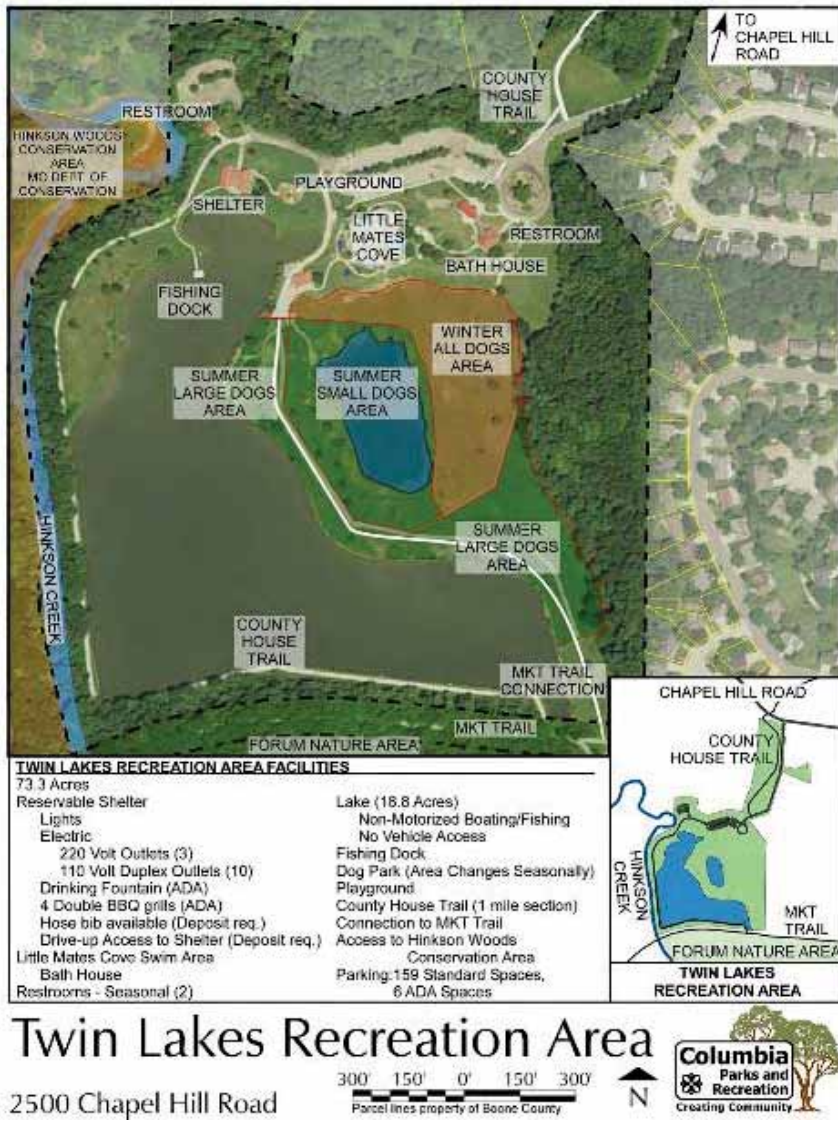 TO
CHAPEL HILL
ROAD
COUNTY
HOUSE
TRAIL
RESTROOM
HINKSON WOODS
CONSERVATION
AREA
MO DEPT. OF
CONSERVATION
PLAYGROUND
SHELTER
LITTLE
MATES
COVE
RESTROOM
BATH HOUSE
FISHING
DOCK
WINTER
ALL DOGS
AREA
SUMMER
LARGE DOGS
AREA
SUMMER
SMALL DOGS
AREA
SUMMER
LARGE DOGS
AREA
HINKSON CREEK
COUNTY
HOUSE
TRAIL
MKT TRAIL
CONNECTION
MKT TRAIL
FORUM NATURE AREA
CHAPEL HILL ROAD
COUNTY
HOUSE TRAIL
HINKSON
CREEK
MKT
TRAIL
FORUM NATURE AREA
TWIN LAKES
RECREATION AREA
TWIN LAKES RECREATION AREA FACILITIES
73.3 Acres
Reservable Shelter
Lights
Electric
220 Volt Outlets (3)
110 Volt Duplex Outlets (10)
Drinking Fountain (ADA)
4 Double BBQ grills (ADA)
Hose bib available (Deposit req.)
Drive-up Access to Shelter (Deposit req.)
Little Mates Cove Swim Area
Bath House
Restrooms - Seasonal (2)
Lake (18.8 Acres)
Non-Motorized Boating/Fishing
No Vehicle Access
Fishing Dock
Dog Park (Area Changes Seasonally)
Playground
County House Trail (1 mile section)
Connection to MKT Trail
Access to Hinkson Woods
Conservation Area
Parking:159 Standard Spaces,
6 ADA Spaces
Twin Lakes Recreation Area
2500 Chapel Hill Road
300' 150' 0' 150' 300'
Parcel lines property of Boone County
N
Columbia
Parks and
Recreation
Creating Community